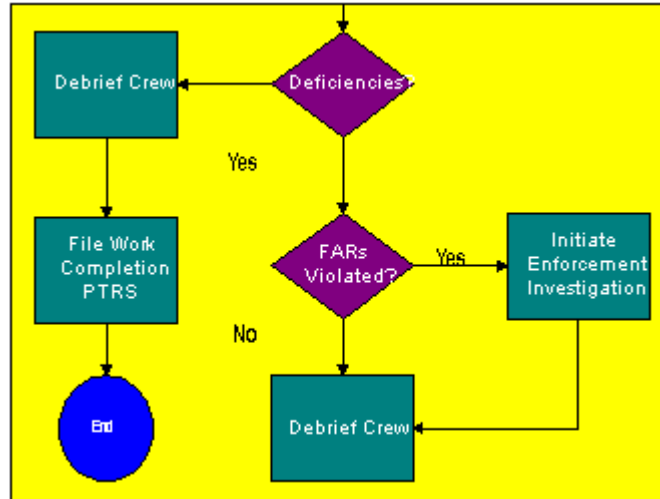 Debrief Crew
Deficiencies?
Yes
File Work
Completion
PTRS
FARs
Violated?
Yes
Initiate
Enforcement
Investigation
No
End
Debrief Crew